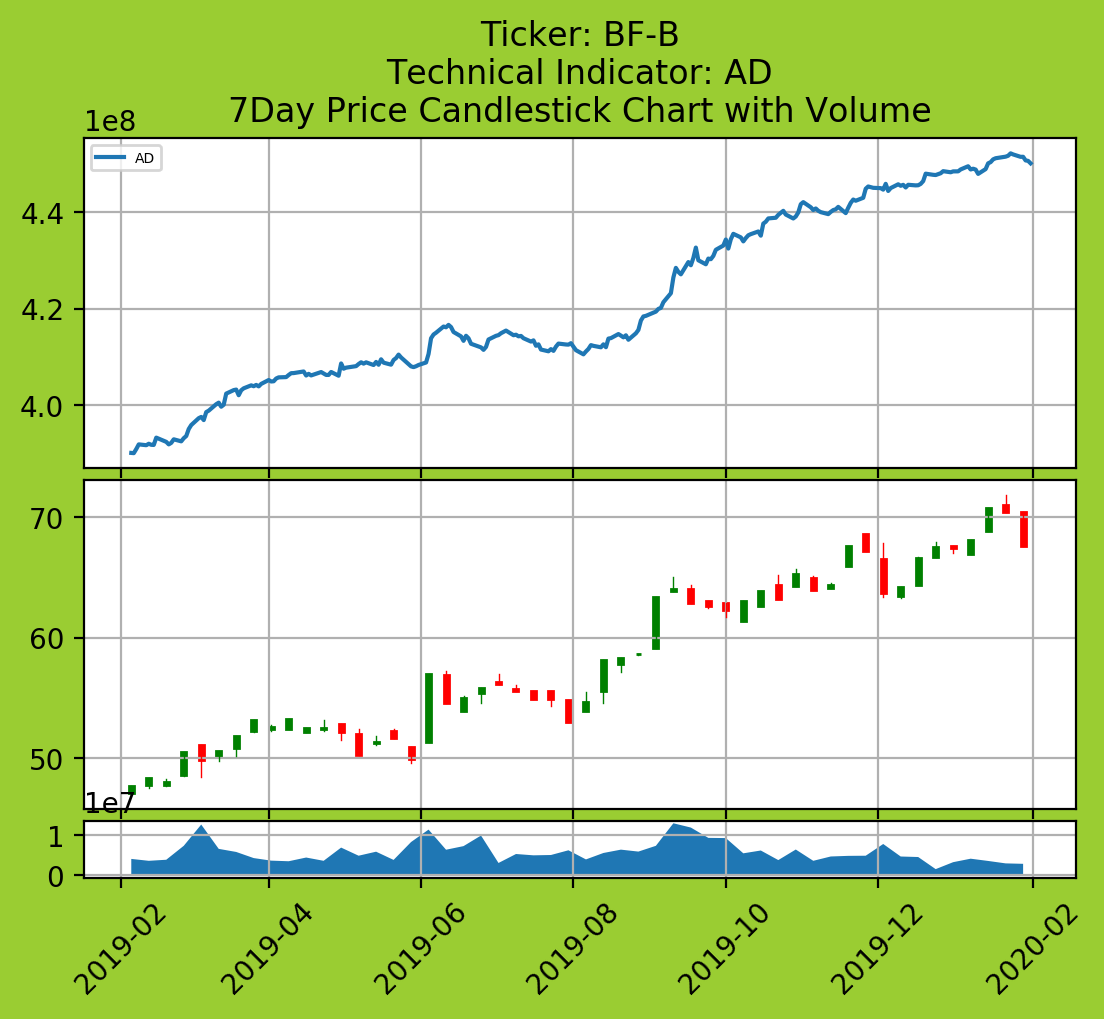 Ticker: BF-B
Technical Indicator: AD
7Day Price Candlestick Chart with Volume
1e8
AD
4.4
4.2
4.0
70
60
50
1e7
1
0
2019-02
2019-04
2019-06
2019-08
2019-10
2019-12
2020-02